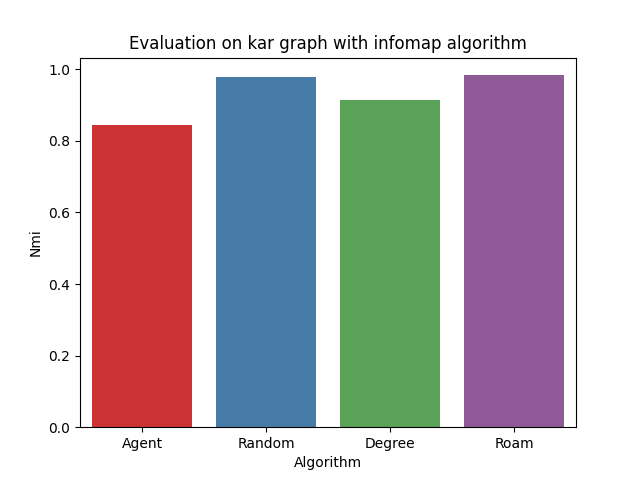 Evaluation on kar graph with infomap algorithm
1.0
0.8
0.6
0.4
0.2
0.0
Nmi
Agent Random Degree Roam
Algorithm